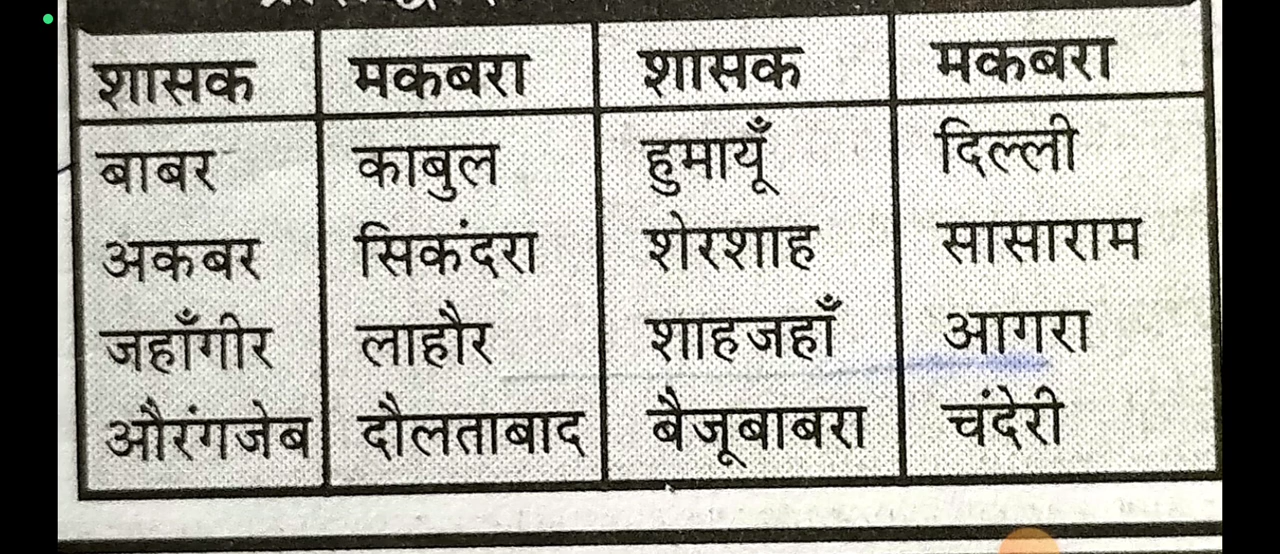 शासक मकबरा शासक मकबरा
बाबर काबुल हुमायूँ दिल्ली
अकबर सिकंदरा शेरशाह सासाराम
जहाँगीर लाहौर शाहजहाँ आगरा
औरंगजेब दौलताबाद बैजूबाबरा चंदेरी